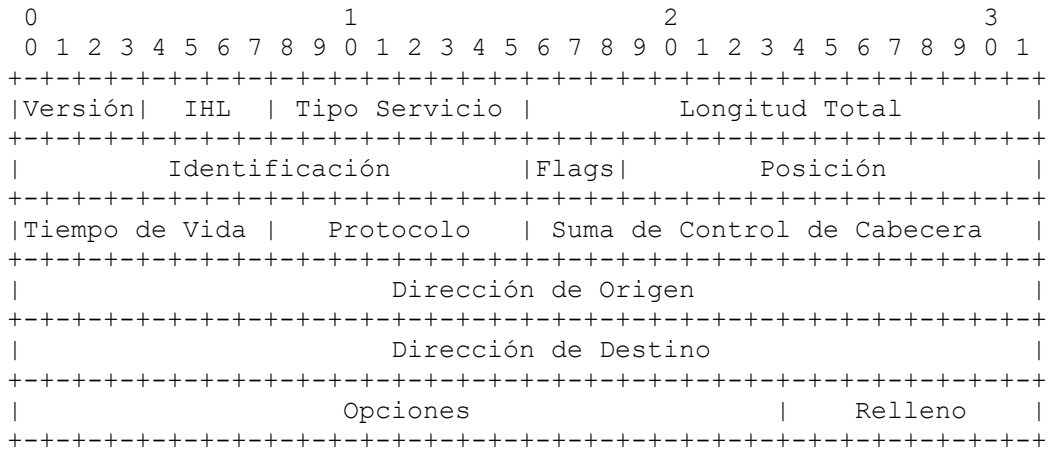 0                   1                   2                   3
 0 1 2 3 4 5 6 7 8 9 0 1 2 3 4 5 6 7 8 9 0 1 2 3 4 5 6 7 8 9 0 1
+-+-+-+-+-+-+-+-+-+-+-+-+-+-+-+-+-+-+-+-+-+-+-+-+-+-+-+-+-+-+-+-+
|Versión|  IHL  | Tipo Servicio |         Longitud Total        |
+-+-+-+-+-+-+-+-+-+-+-+-+-+-+-+-+-+-+-+-+-+-+-+-+-+-+-+-+-+-+-+-+
|         Identificación        |Flags|        Posición         |
+-+-+-+-+-+-+-+-+-+-+-+-+-+-+-+-+-+-+-+-+-+-+-+-+-+-+-+-+-+-+-+-+
|Tiempo de Vida |   Protocolo   | Suma de Control de Cabecera   |
+-+-+-+-+-+-+-+-+-+-+-+-+-+-+-+-+-+-+-+-+-+-+-+-+-+-+-+-+-+-+-+-+
|                       Dirección de Origen                     |
+-+-+-+-+-+-+-+-+-+-+-+-+-+-+-+-+-+-+-+-+-+-+-+-+-+-+-+-+-+-+-+-+
|                       Dirección de Destino                    |
+-+-+-+-+-+-+-+-+-+-+-+-+-+-+-+-+-+-+-+-+-+-+-+-+-+-+-+-+-+-+-+-+
|                    Opciones                   |    Relleno    |
+-+-+-+-+-+-+-+-+-+-+-+-+-+-+-+-+-+-+-+-+-+-+-+-+-+-+-+-+-+-+-+-+